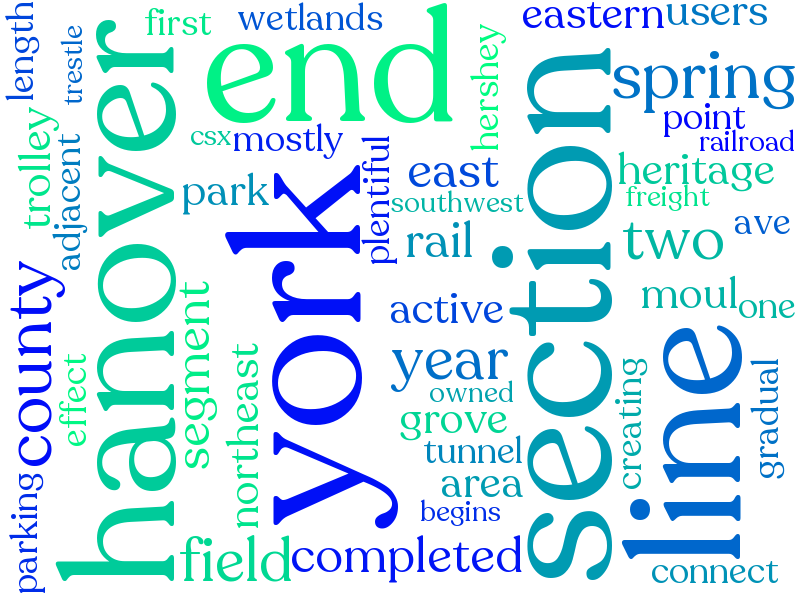 length
trestle
first
wetlands
end
hershey
eastern
users
spring
point
railroad
csx
mostly
trolley
adjacent
hanover
park
york
plentiful
east
southwest
rail
section
heritage
freight
two
ave
county
effect
segment
northeast
active
year
owned
grove
tunnel
area
begins
moul
one
line
creating
gradual
parking
field
completed
connect